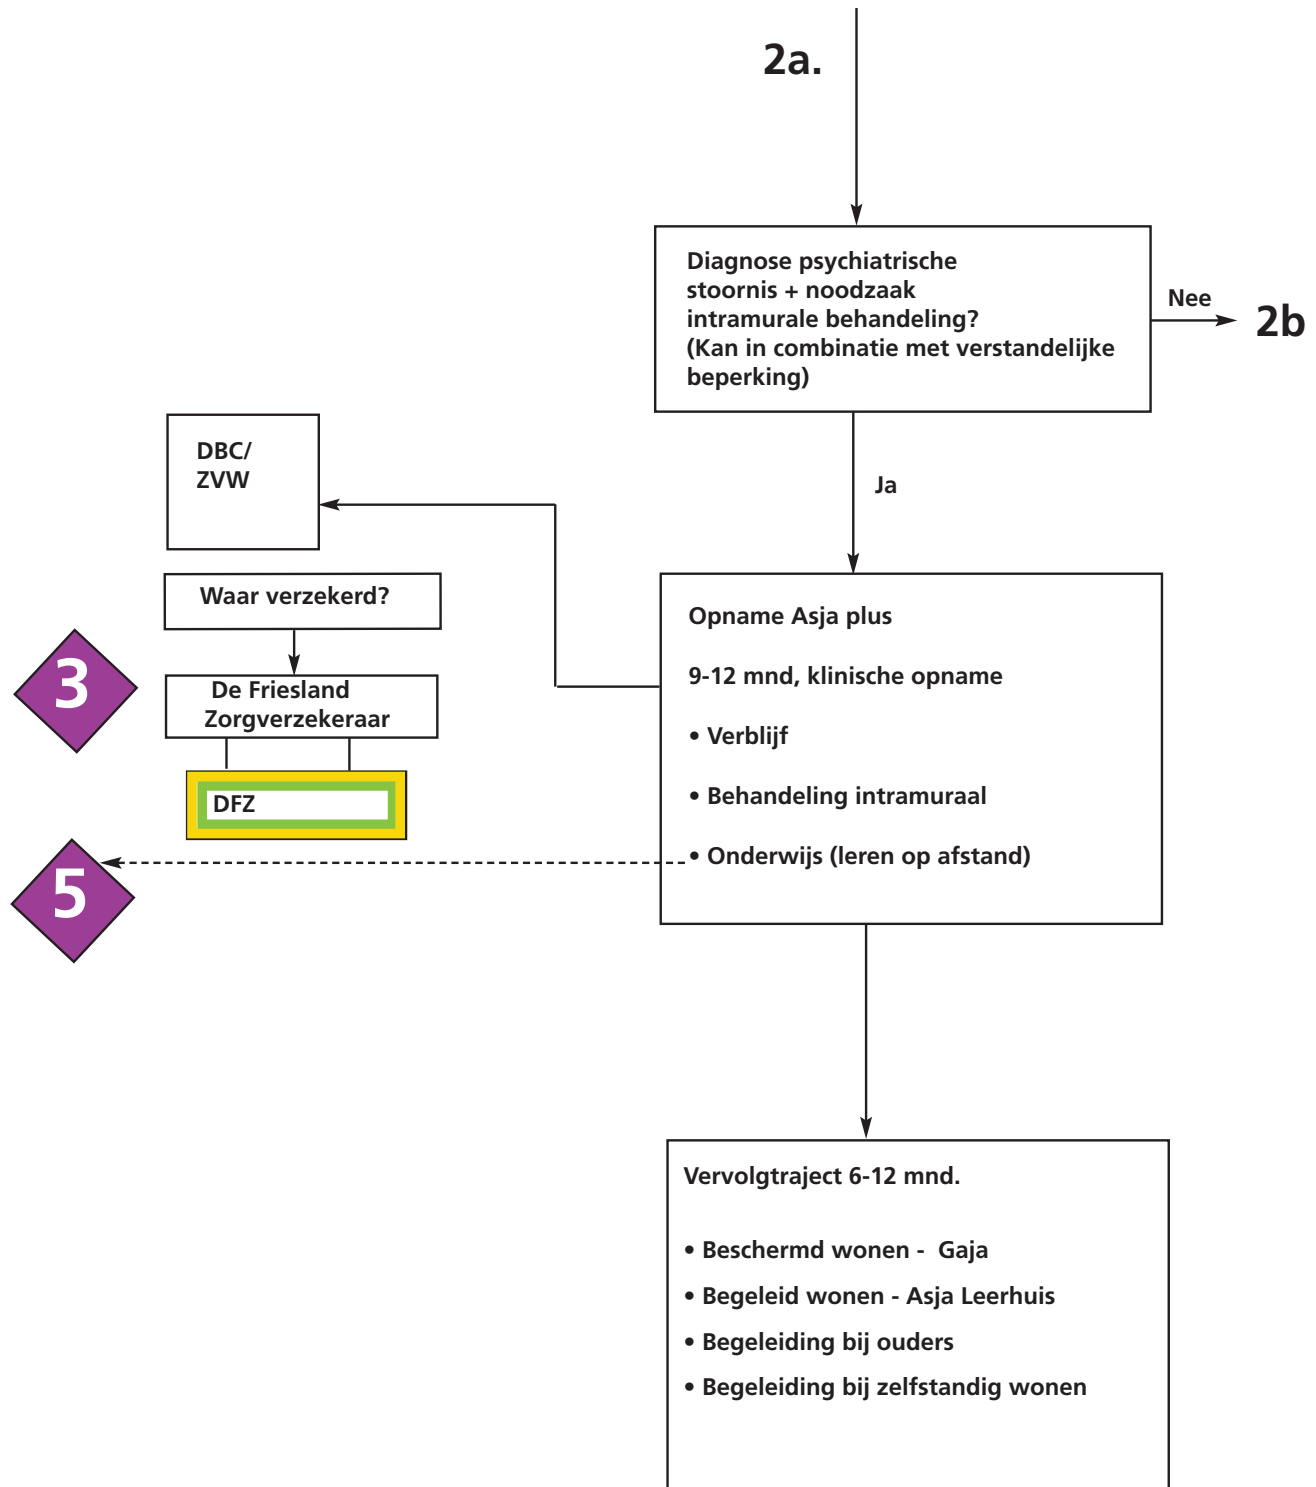 2a.
Diagnose psychiatrische
stoornis + noodzaak
intramurale behandeling?
(Kan in combinatie met verstandelijke
beperking)
Nee
2b
Ja
DBC/
ZVW
Waar verzekerd?
De Friesland
Zorgverzekeraar
DFZ
3
5
Opname Asja plus
9-12 mnd, klinische opname
• Verblijf
• Behandeling intramuraal
• Onderwijs (leren op afstand)
Vervolgtraject 6-12 mnd.
• Beschermd wonen - Gaja
• Begeleid wonen - Asja Leerhuis
• Begeleiding bij ouders
• Begeleiding bij zelfstandig wonen